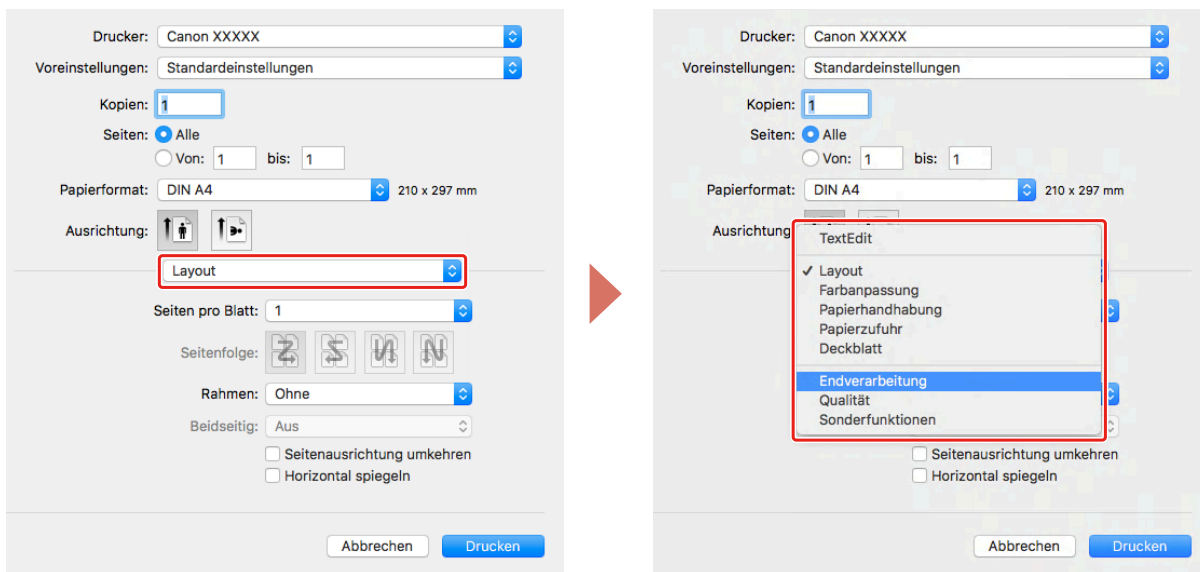 Drucker: Canon XXXXX
Voreinstellungen: Standardeinstellungen
Kopien: 1
Seiten: Alle
Von: 1 bis: 1
Papierformat: DIN A4 210 x 297 mm
Ausrichtung:
Layout
Seiten pro Blatt: 1
Seitenfolge:
Rahmen: Ohne
Beidseitig: Aus
Seitenausrichtung umkehren
Horizontal spiegeln
Abbrechen Drucken
Drucker: Canon XXXXX
Voreinstellungen: Standardeinstellungen
Kopien: 1
Seiten: Alle
Von: 1 bis: 1
Papierformat: DIN A4 210 x 297 mm
Ausrichtung
TextEdit
✓ Layout
Farbanpassung
Papierhandhabung
Papierzufuhr
Deckblatt
Endverarbeitung
Qualität
Sonderfunktionen
Seitenausrichtung umkehren
Horizontal spiegeln
Abbrechen Drucken